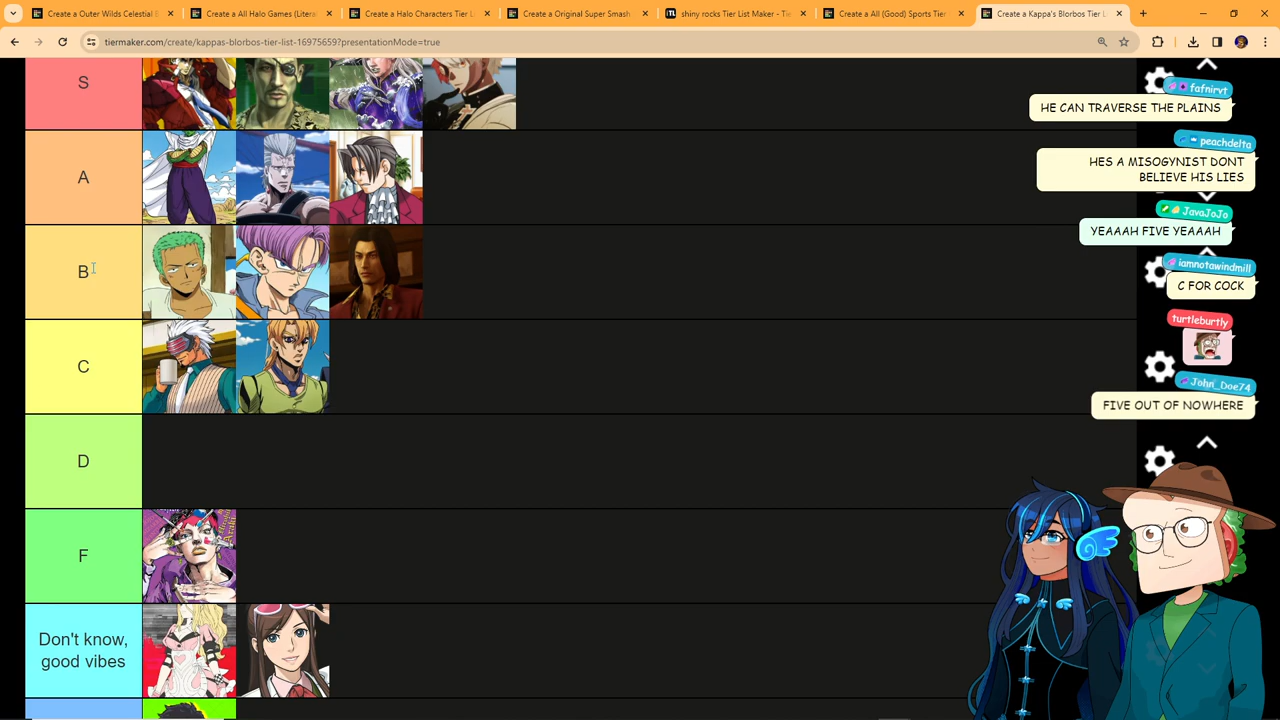 Create a Outer Wilds Celestial B
Create a All Halo Games (Litera
Create a Halo Characters Tier L
Create a Original Super Smash
shiny rocks Tier List Maker - Tie
Create a All (Good) Sports Tier
Create a Kappa's Blorbos Tier L
tiermaker.com/create/kappas-blorbos-tier-list-16975659?presentationMode=true
S
A
B
C
D
F
Don't know,
good vibes
fafnirvt
HE CAN TRAVERSE THE PLAINS
peachdelta
HES A MISOGYNIST DONT
BELIEVE HIS LIES
JavaJoJo
YEAAAH FIVE YEAAAH
iamnotawindmill
C FOR COCK
turtleburtly
John_Doe74
FIVE OUT OF NOWHERE